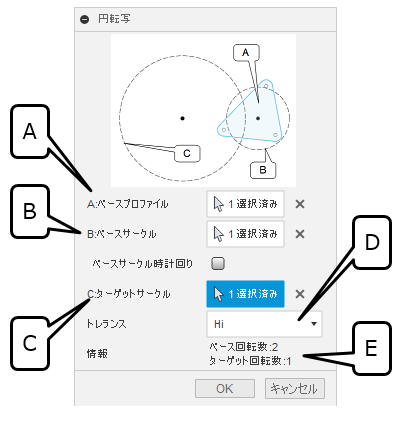 円転写
A
C
B
A
A:ベースプロファイル
1 選択済み
B
B:ベースサークル
1 選択済み
ベースサークル時計回り
D
C
C:ターゲットサークル
1 選択済み
トレランス
Hi
E
情報
ベース回転数:2
ターゲット回転数:1
OK
キャンセル